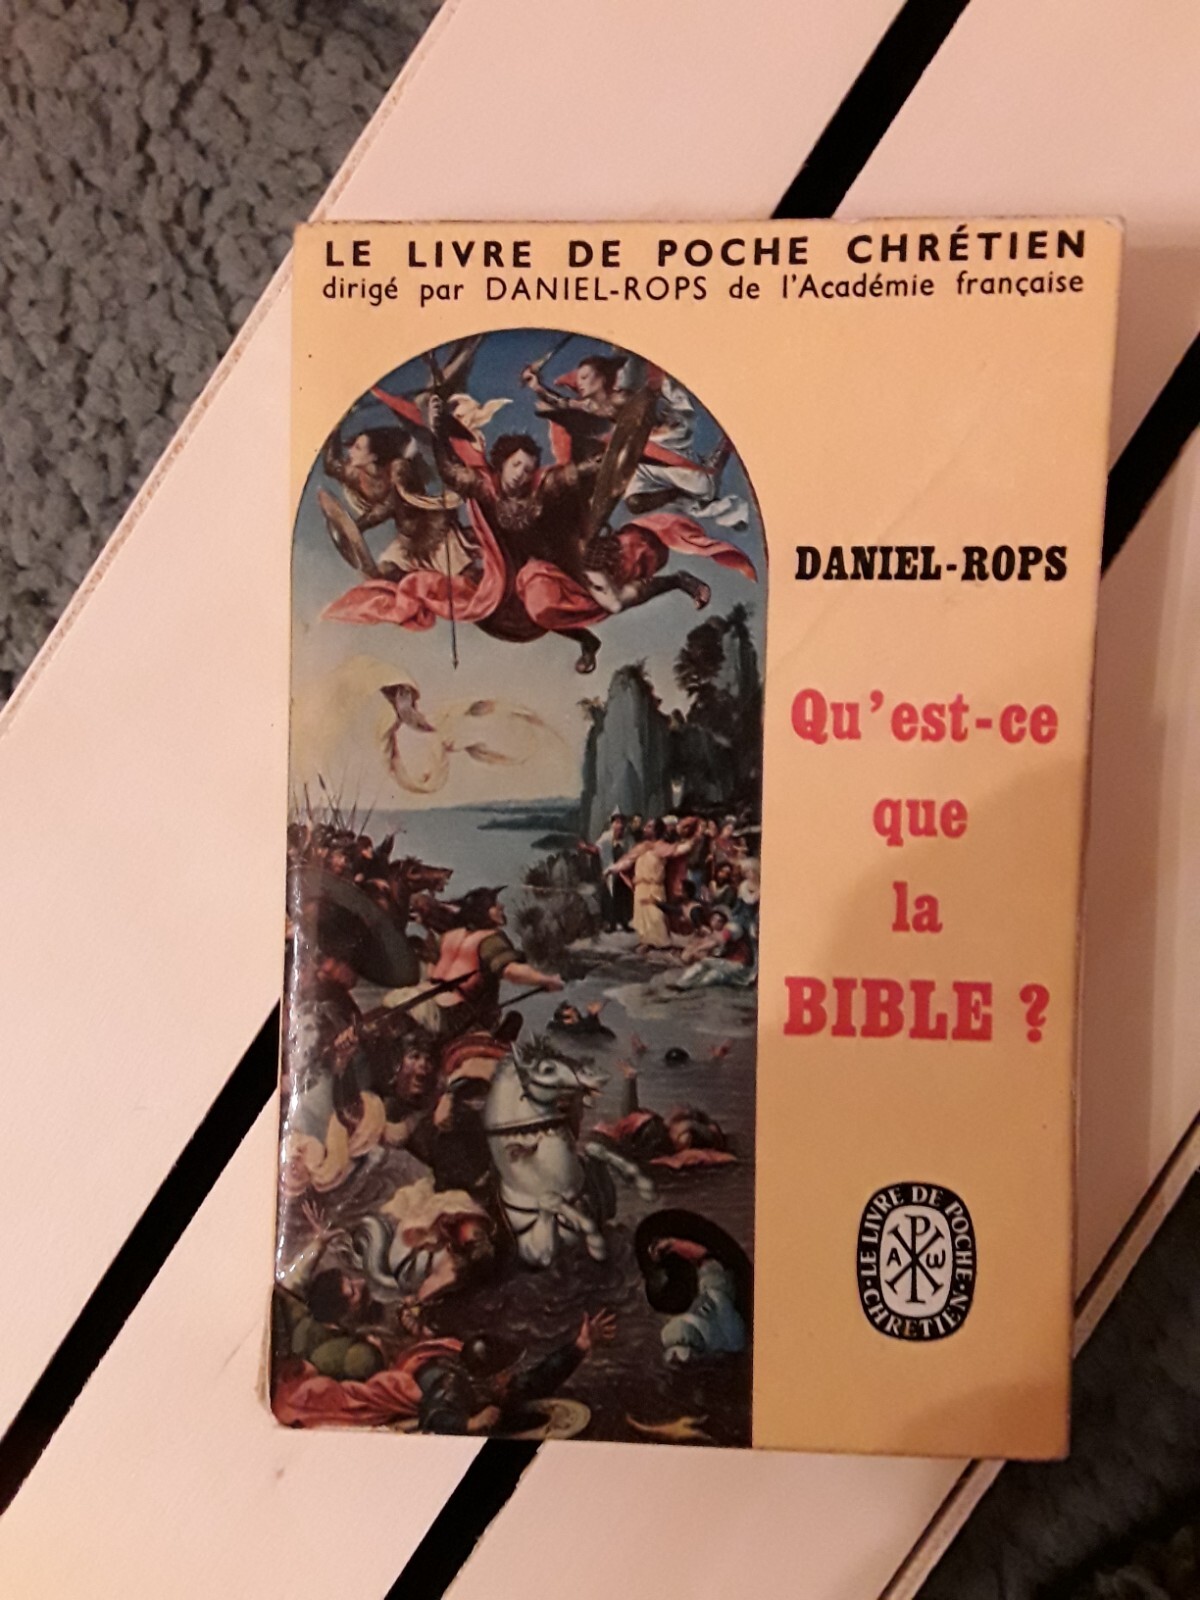 LE LIVRE DE POCHE CHRÉTIEN
dirigé par DANIEL-ROPS de l'Académie française
DANIEL-ROPS
Qu'est-ce
que
la
BIBLE ?
LE LIVRE DE POCHE
A P ω
CHRETIEN